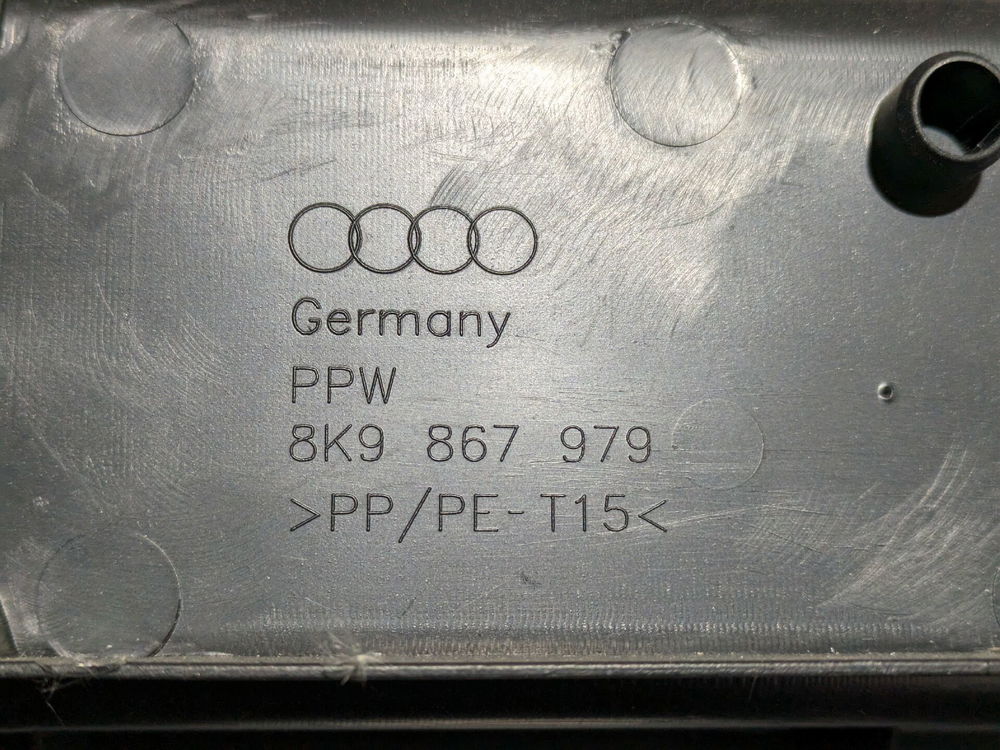 Germany
PPW
8K9 867 979
>PP/PE-T15<